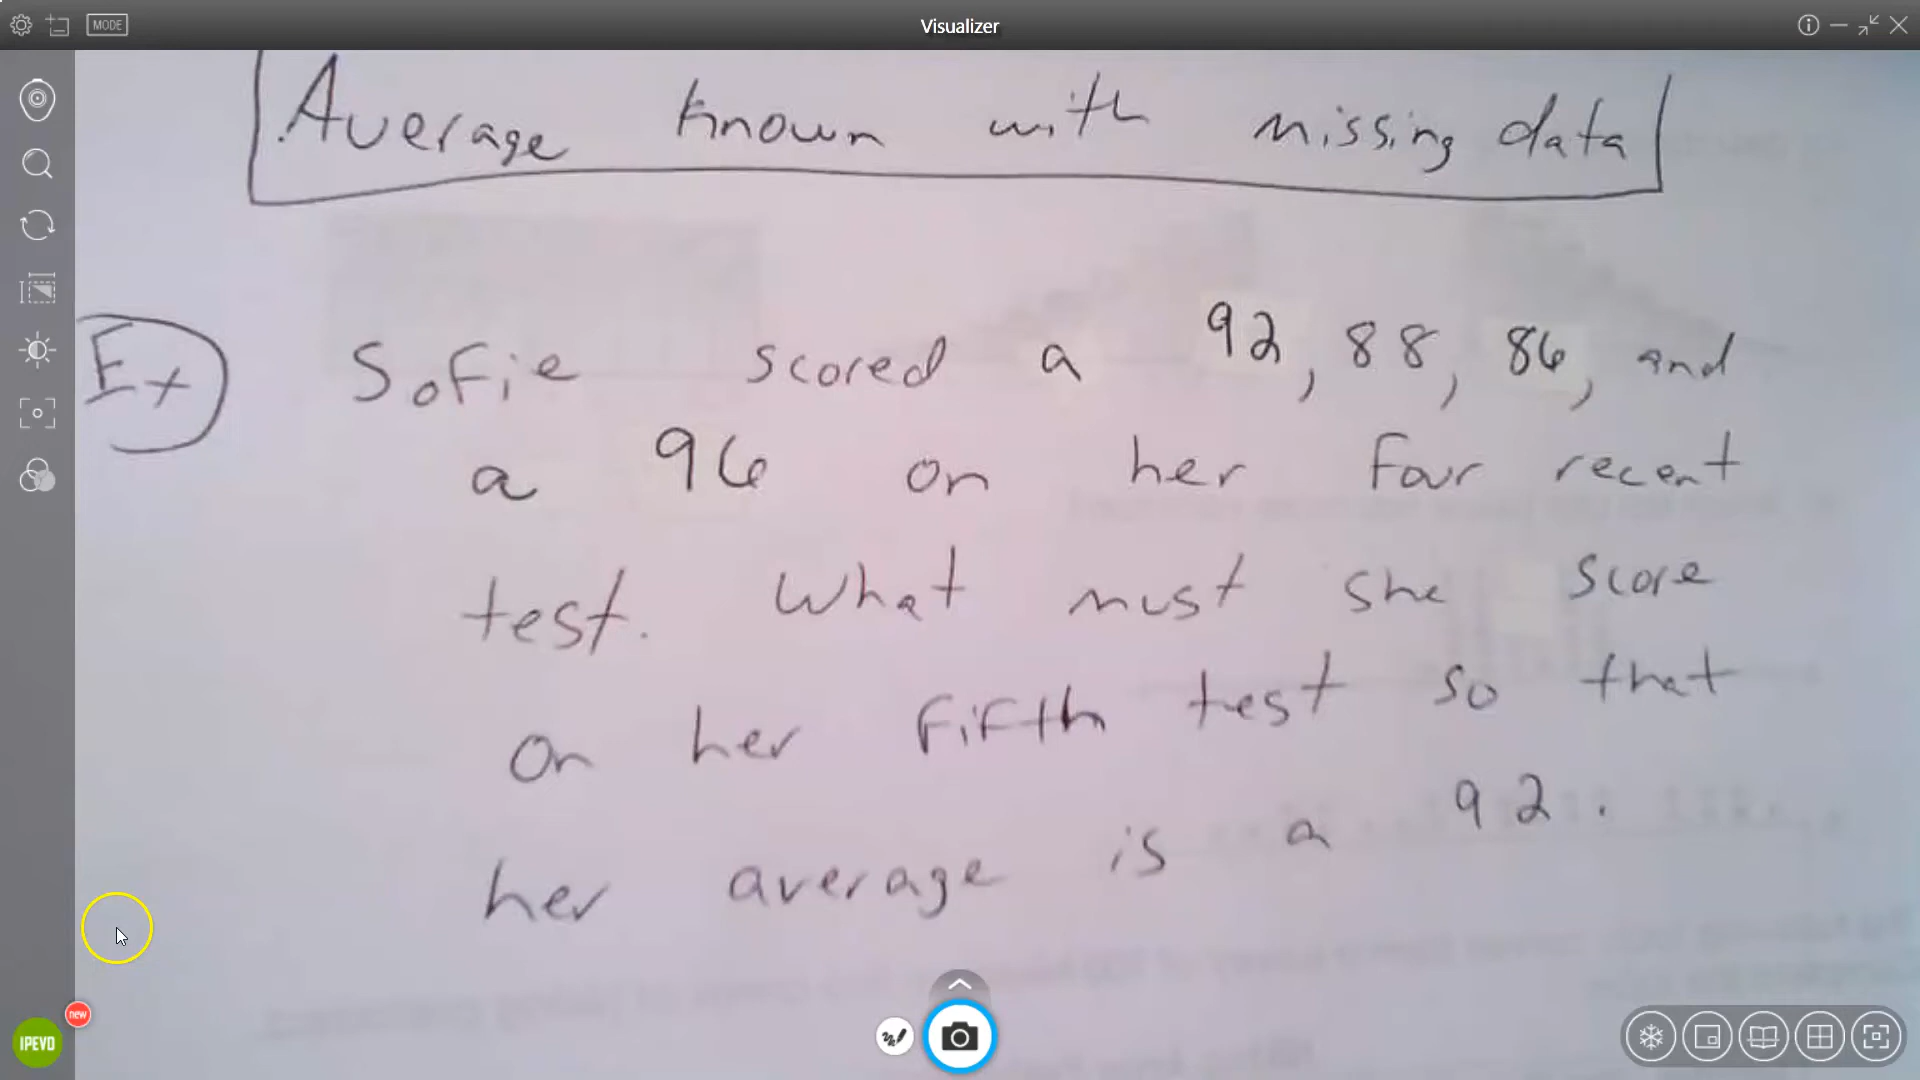 MODE
Visualizer
Average known with missing data
Ex
Sofie scored a 92, 88, 86, and
a 96 on her four recent
test. What must she score
on her fifth test so that
her average is a 92.
new
IPEVO